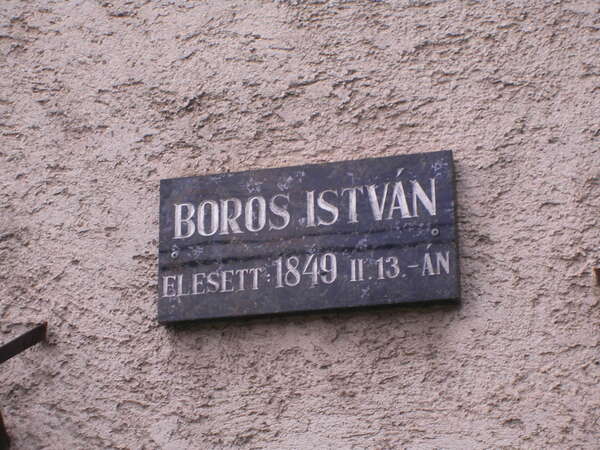 BOROS ISTVÁN
ELESETT: 1849 II. 13.-ÁN